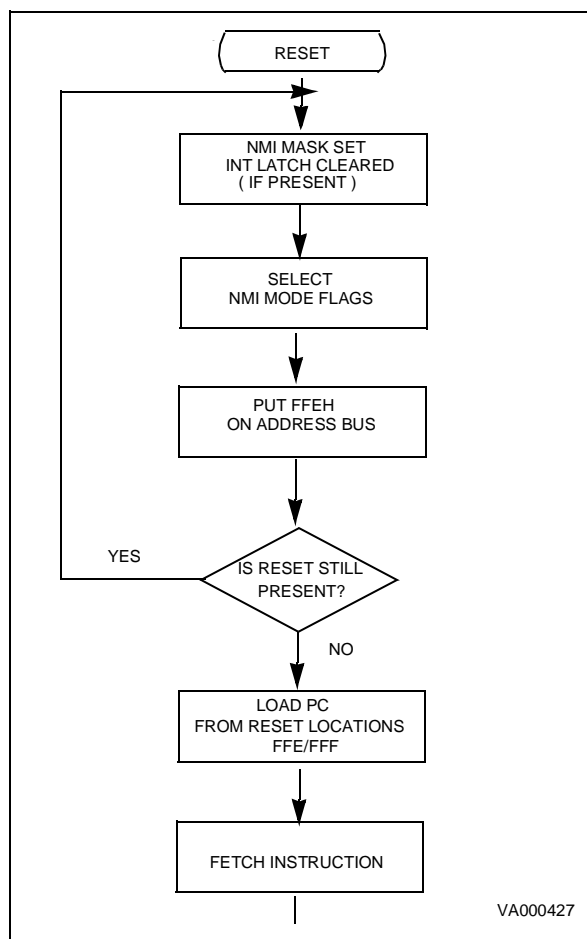 RESET
NMI MASK SET
INT LATCH CLEARED
( IF PRESENT )
SELECT
NMI MODE FLAGS
PUT FFEH
ON ADDRESS BUS
YES
IS RESET STILL
PRESENT?
NO
LOAD PC
FROM RESET LOCATIONS
FFE/FFF
FETCH INSTRUCTION
VA000427